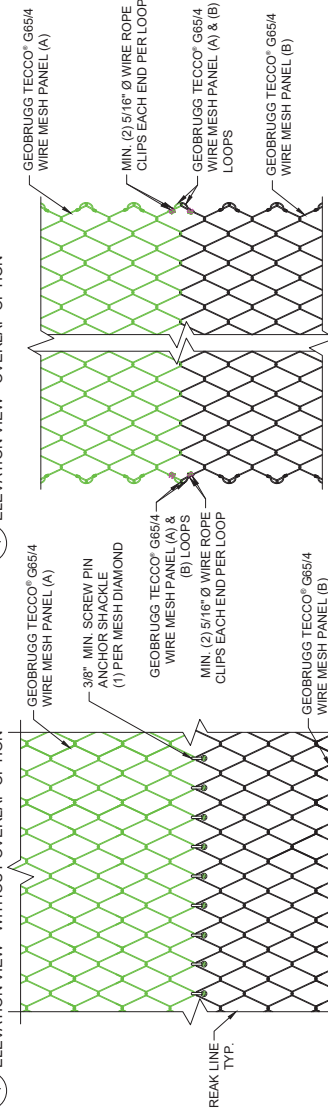 ELEVATION VIEW - WITHOUT OVERLAP OPTION
GEOBRUGG TECCO® G65/4
WIRE MESH PANEL (A)
3/8" MIN. SCREW PIN
ANCHOR SHACKLE
(1) PER MESH DIAMOND
REAK LINE
TYP.
GEOBRUGG TECCO® G65/4
WIRE MESH PANEL (B)
ELEVATION VIEW - OVERLAP OPTION
GEOBRUGG TECCO® G65/4
WIRE MESH PANEL (A)
MIN. (2) 5/16" Ø WIRE ROPE
CLIPS EACH END PER LOOP
GEOBRUGG TECCO® G65/4
WIRE MESH PANEL (A) & (B)
LOOPS
GEOBRUGG TECCO® G65/4
WIRE MESH PANEL (A) &
(B) LOOPS
MIN. (2) 5/16" Ø WIRE ROPE
CLIPS EACH END PER LOOP
GEOBRUGG TECCO® G65/4
WIRE MESH PANEL (B)